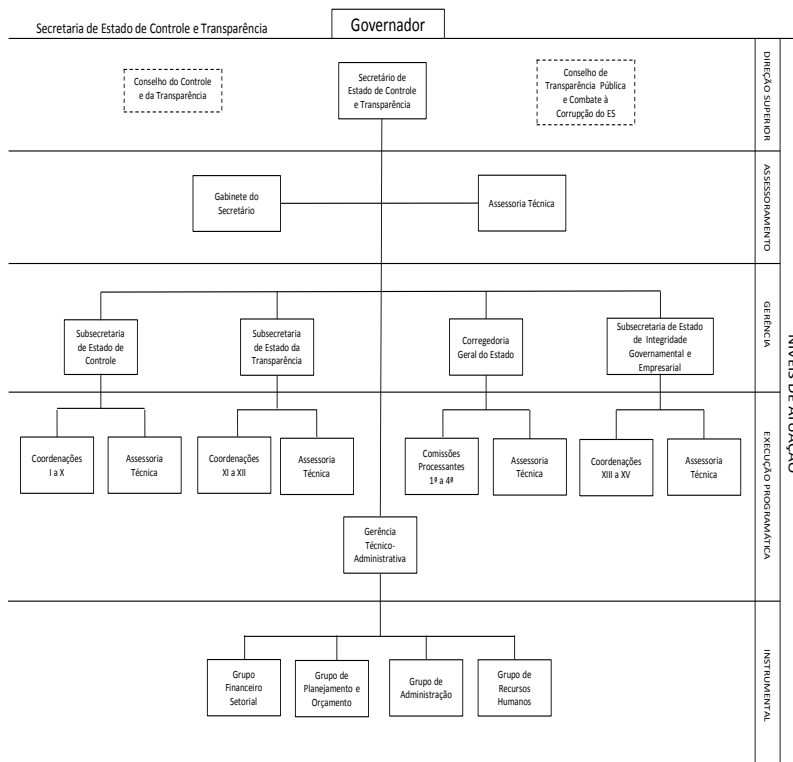 Secretaria de Estado de Controle e Transparência
Governador
Conselho do Controle
e da Transparência
Secretário de
Estado de Controle
e Transparência
Conselho de
Transparência Pública
e Combate à
Corrupção do ES
DIREÇÃO SUPERIOR
Gabinete do
Secretário
Assessoria Técnica
ASSESSORAMENTO
Subsecretaria
de Estado de
Controle
Subsecretaria
de Estado da
Transparência
Corregedoria
Geral do Estado
Subsecretaria de Estado
de Integridade
Governamental e
Empresarial
GERÊNCIA
NÍVEIS DE ATUAÇÃO
Coordenações
I a X
Assessoria
Técnica
Coordenações
XI a XII
Assessoria
Técnica
Comissões
Processantes
1ª a 4ª
Assessoria
Técnica
Coordenações
XIII a XV
Assessoria
Técnica
EXECUÇÃO PROGRAMÁTICA
Gerência
Técnico-
Administrativa
Grupo
Financeiro
Setorial
Grupo de
Planejamento e
Orçamento
Grupo de
Administração
Grupo de
Recursos
Humanos
INSTRUMENTAL